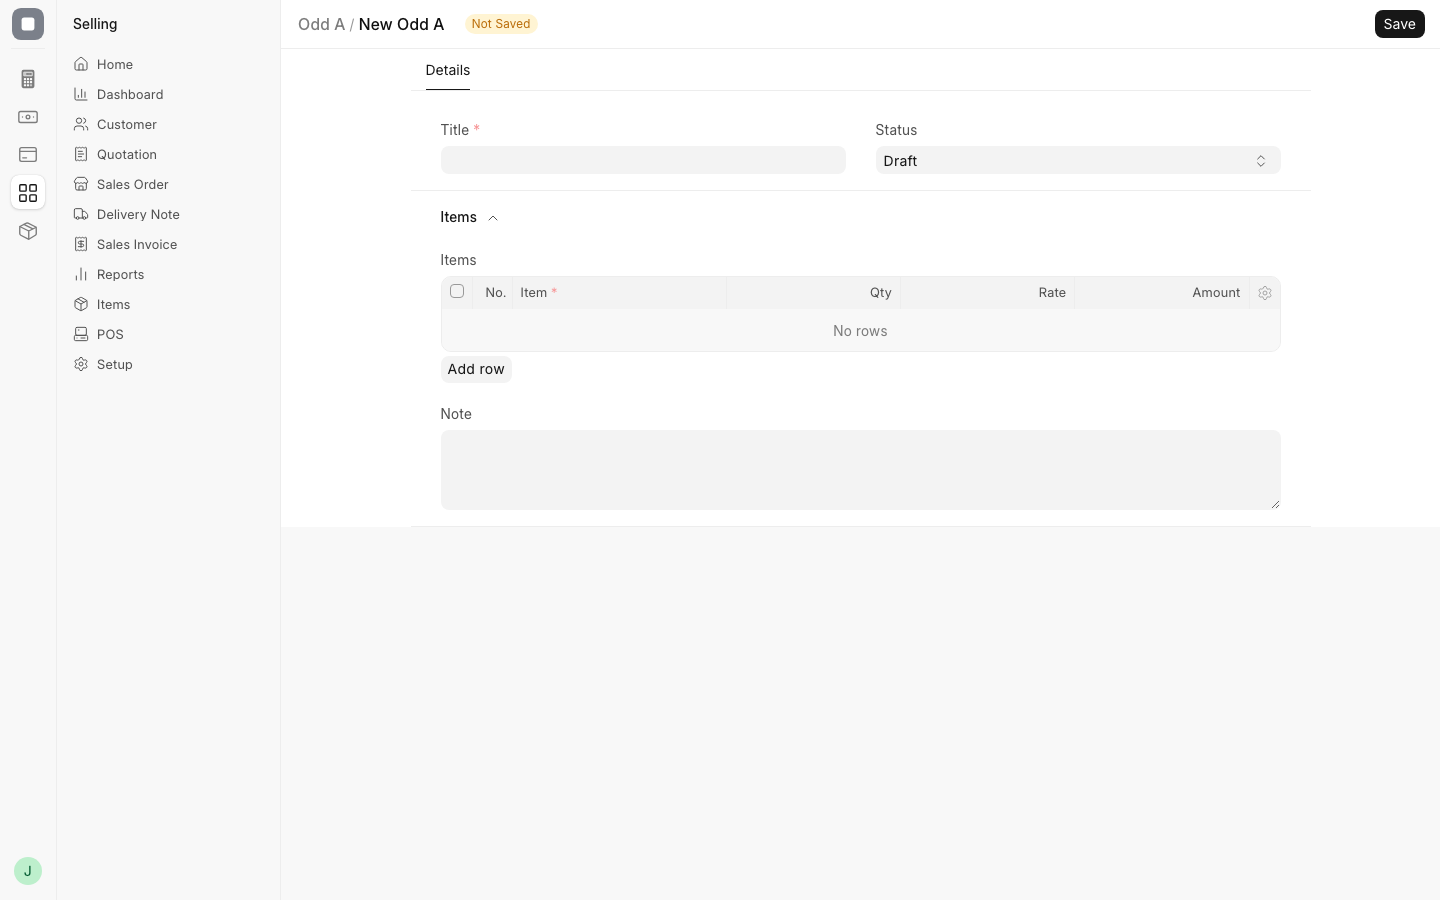 Selling
Odd A / New Odd A
Not Saved
Save
Home
Dashboard
Customer
Quotation
Sales Order
Delivery Note
Sales Invoice
Reports
Items
POS
Setup
J
Details
Title *
Status
Draft
Items
Items
No. Item * Qty Rate Amount
No rows
Add row
Note